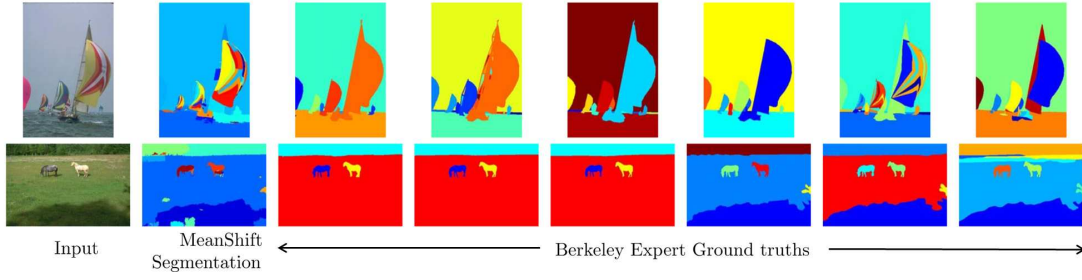 Input
MeanShift
Segmentation
Berkeley Expert Ground truths